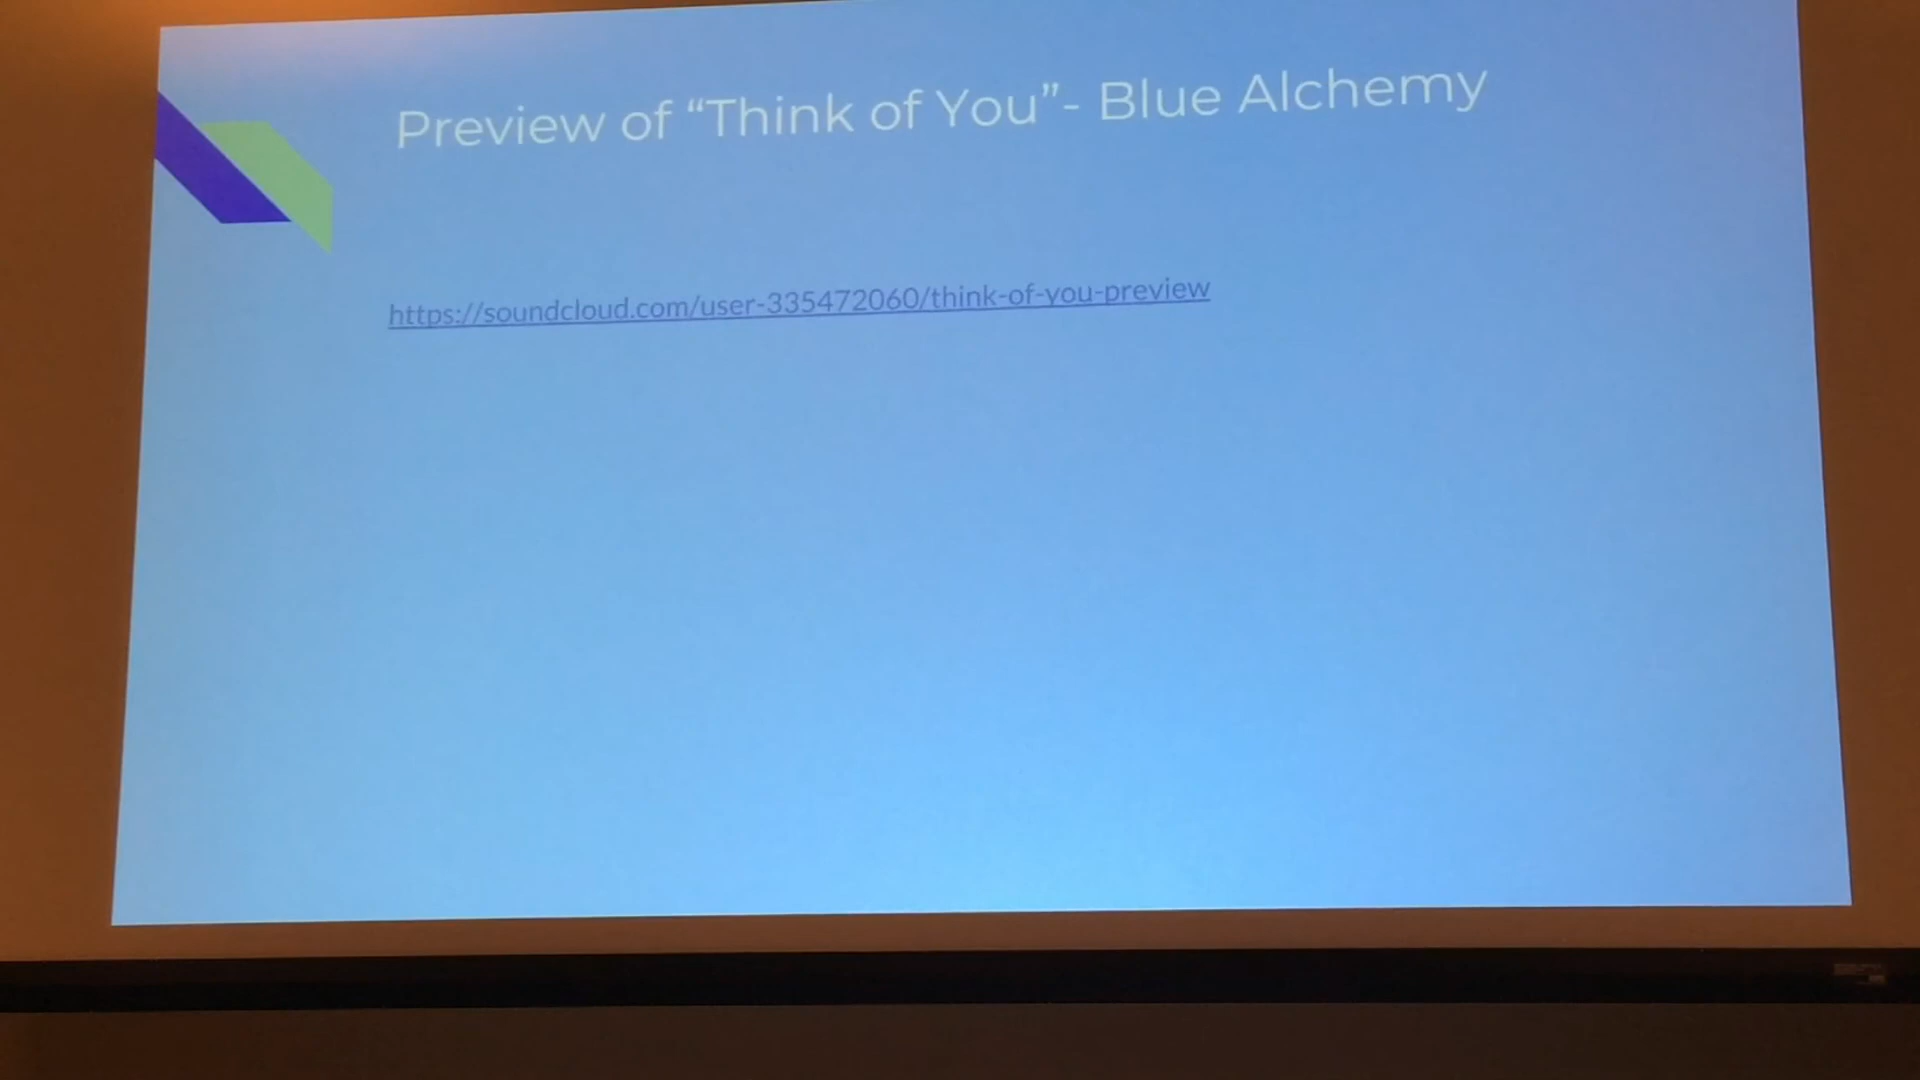 Preview of “Think of You”- Blue Alchemy
https://soundcloud.com/user-335472060/think-of-you-preview